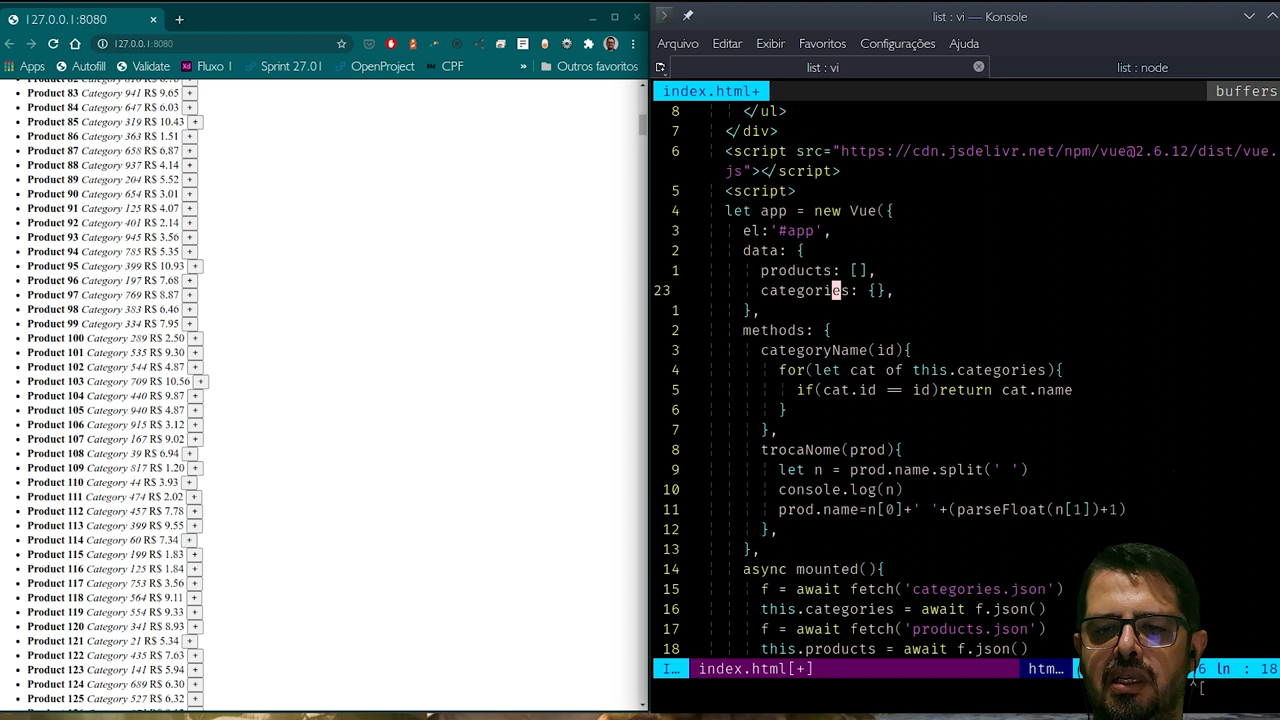 127.0.0.1:8080
127.0.0.1:8080
Apps Autofill Validate Fluxo I Sprint 27.01 OpenProject CPF » Outros favoritos
Product 83 Category 941 R$ 9.65 +
Product 84 Category 647 R$ 6.03 +
Product 85 Category 319 R$ 10.43 +
Product 86 Category 363 R$ 1.51 +
Product 87 Category 658 R$ 6.87 +
Product 88 Category 937 R$ 4.14 +
Product 89 Category 204 R$ 5.52 +
Product 90 Category 654 R$ 3.01 +
Product 91 Category 125 R$ 4.07 +
Product 92 Category 401 R$ 2.14 +
Product 93 Category 945 R$ 3.56 +
Product 94 Category 785 R$ 5.35 +
Product 95 Category 399 R$ 10.93 +
Product 96 Category 197 R$ 7.68 +
Product 97 Category 769 R$ 8.87 +
Product 98 Category 383 R$ 6.46 +
Product 99 Category 334 R$ 7.95 +
Product 100 Category 289 R$ 2.50 +
Product 101 Category 535 R$ 9.30 +
Product 102 Category 544 R$ 4.87 +
Product 103 Category 709 R$ 10.56 +
Product 104 Category 440 R$ 9.87 +
Product 105 Category 940 R$ 4.87 +
Product 106 Category 915 R$ 3.12 +
Product 107 Category 167 R$ 9.02 +
Product 108 Category 39 R$ 6.94 +
Product 109 Category 817 R$ 1.20 +
Product 110 Category 44 R$ 3.93 +
Product 111 Category 474 R$ 2.02 +
Product 112 Category 457 R$ 7.78 +
Product 113 Category 399 R$ 9.55 +
Product 114 Category 60 R$ 7.34 +
Product 115 Category 199 R$ 1.83 +
Product 116 Category 125 R$ 1.84 +
Product 117 Category 753 R$ 3.56 +
Product 118 Category 564 R$ 9.11 +
Product 119 Category 554 R$ 9.33 +
Product 120 Category 341 R$ 8.93 +
Product 121 Category 21 R$ 5.34 +
Product 122 Category 435 R$ 7.63 +
Product 123 Category 141 R$ 5.94 +
Product 124 Category 689 R$ 6.30 +
Product 125 Category 527 R$ 6.32 +
list : vi — Konsole
Arquivo Editar Exibir Favoritos Configurações Ajuda
list : vi
list : node
index.html+ buffers
8 </ul>
7 </div>
6 <script src="https://cdn.jsdelivr.net/npm/vue@2.6.12/dist/vue.
js"></script>
5 <script>
4 let app = new Vue({
3 el:'#app',
2 data: {
1 products: [],
23 categories: {},
1 },
2 methods: {
3 categoryName(id){
4 for(let cat of this.categories){
5 if(cat.id == id)return cat.name
6 }
7 },
8 trocaNome(prod){
9 let n = prod.name.split(' ')
10 console.log(n)
11 prod.name=n[0]+' '+(parseFloat(n[1])+1)
12 },
13 },
14 async mounted(){
15 f = await fetch('categories.json')
16 this.categories = await f.json()
17 f = await fetch('products.json')
18 this.products = await f.json()
I… index.html[+] htm… 6 ln : 18
^[